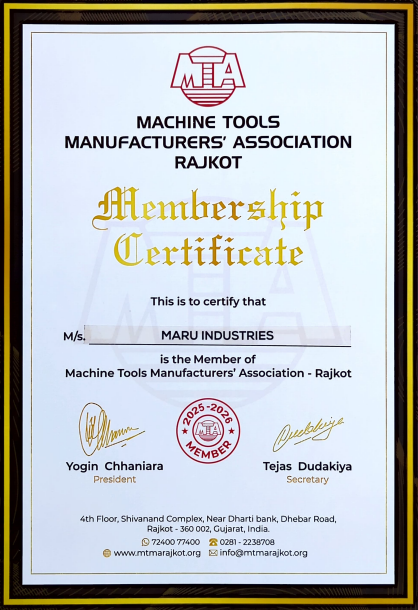 MTA
MACHINE TOOLS
MANUFACTURERS' ASSOCIATION
RAJKOT
Membership
Certificate
This is to certify that
M/s. MARU INDUSTRIES
is the Member of
Machine Tools Manufacturers' Association - Rajkot
2025-2026
MEMBER
Yogin Chhaniara
President
Tejas Dudakiya
Secretary
4th Floor, Shivanand Complex, Near Dharti bank, Dhebar Road,
Rajkot - 360 002, Gujarat, India.
72400 77400 0281 - 2238708
www.mtmarajkot.org info@mtmarajkot.org